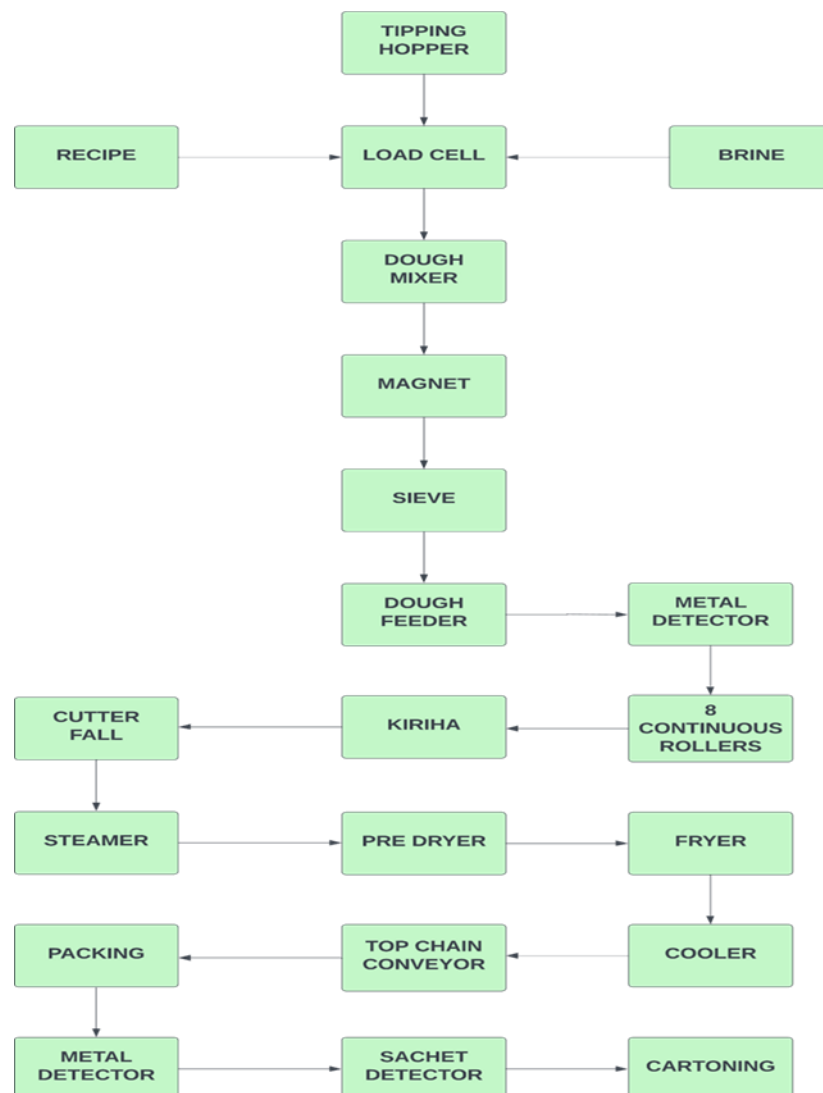 TIPPING
HOPPER
RECIPE
LOAD CELL
BRINE
DOUGH
MIXER
MAGNET
SIEVE
DOUGH
FEEDER
METAL
DETECTOR
CUTTER
FALL
KIRIHA
8
CONTINUOUS
ROLLERS
STEAMER
PRE DRYER
FRYER
PACKING
TOP CHAIN
CONVEYOR
COOLER
METAL
DETECTOR
SACHET
DETECTOR
CARTONING